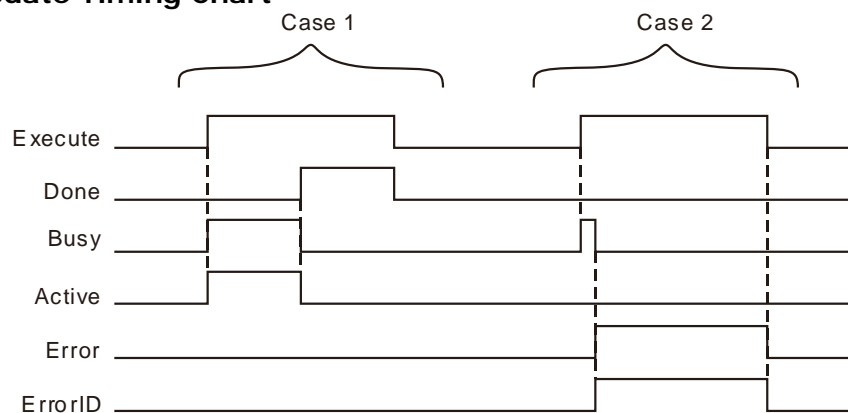 Timing Chart
Case 1
Case 2
Execute
Done
Busy
Active
Error
ErrorID